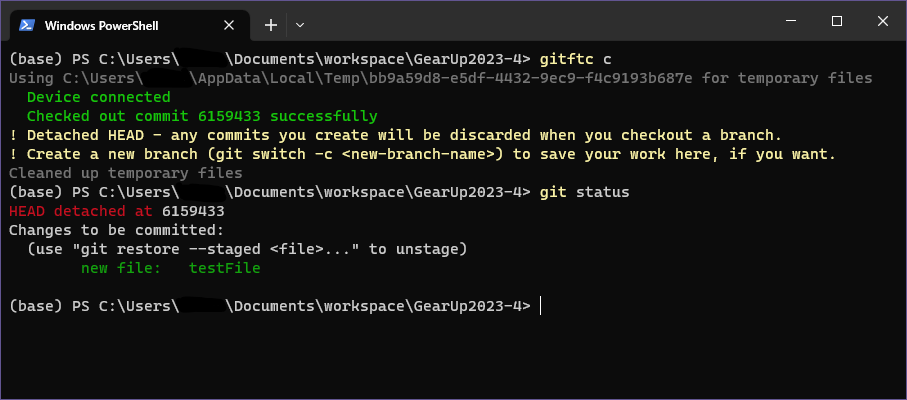 Windows PowerShell
(base) PS C:\Users\ \Documents\workspace\GearUp2023-4> gitftc c
Using C:\Users\ \AppData\Local\Temp\bb9a59d8-e5df-4432-9ec9-f4c9193b687e for temporary files
Device connected
Checked out commit 6159433 successfully
! Detached HEAD - any commits you create will be discarded when you checkout a branch.
! Create a new branch (git switch -c <new-branch-name>) to save your work here, if you want.
Cleaned up temporary files
(base) PS C:\Users\ \Documents\workspace\GearUp2023-4> git status
HEAD detached at 6159433
Changes to be committed:
(use "git restore --staged <file>..." to unstage)
new file: testFile
(base) PS C:\Users\ \Documents\workspace\GearUp2023-4>